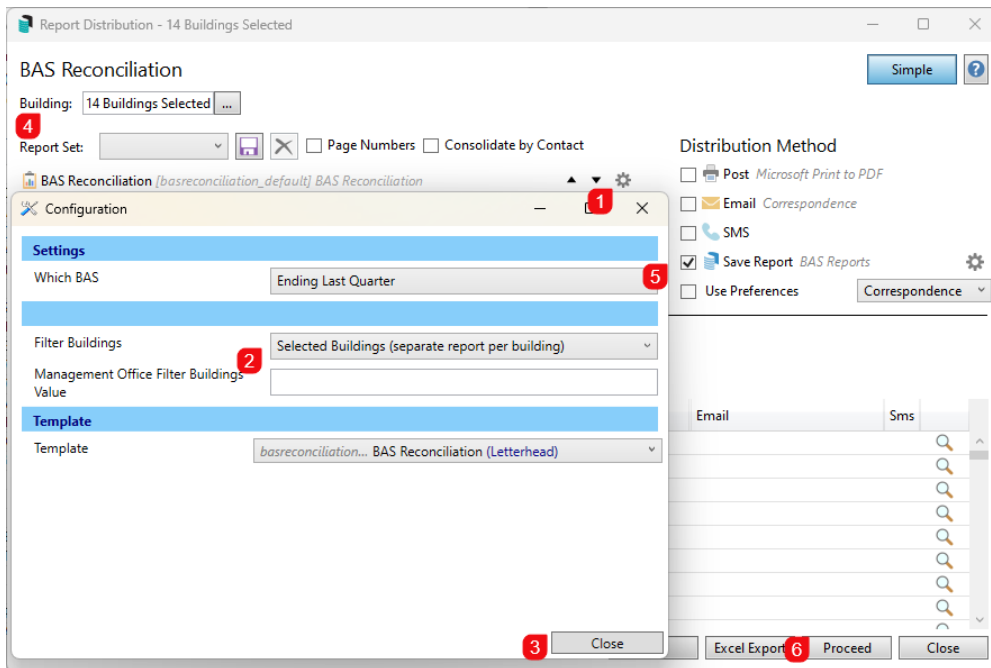 Report Distribution - 14 Buildings Selected
BAS Reconciliation
Simple
Building: 14 Buildings Selected ...
4
Report Set: Page Numbers Consolidate by Contact
Distribution Method
BAS Reconciliation [basreconciliation_default] BAS Reconciliation
Post Microsoft Print to PDF
Configuration
1
Email Correspondence
SMS
Settings
Which BAS Ending Last Quarter
5
Save Report BAS Reports
Use Preferences Correspondence
Filter Buildings Selected Buildings (separate report per building)
2
Management Office Filter Buildings
Value
Email Sms
Template
Template basreconciliation... BAS Reconciliation (Letterhead)
3
Close
Excel Export
6
Proceed
Close